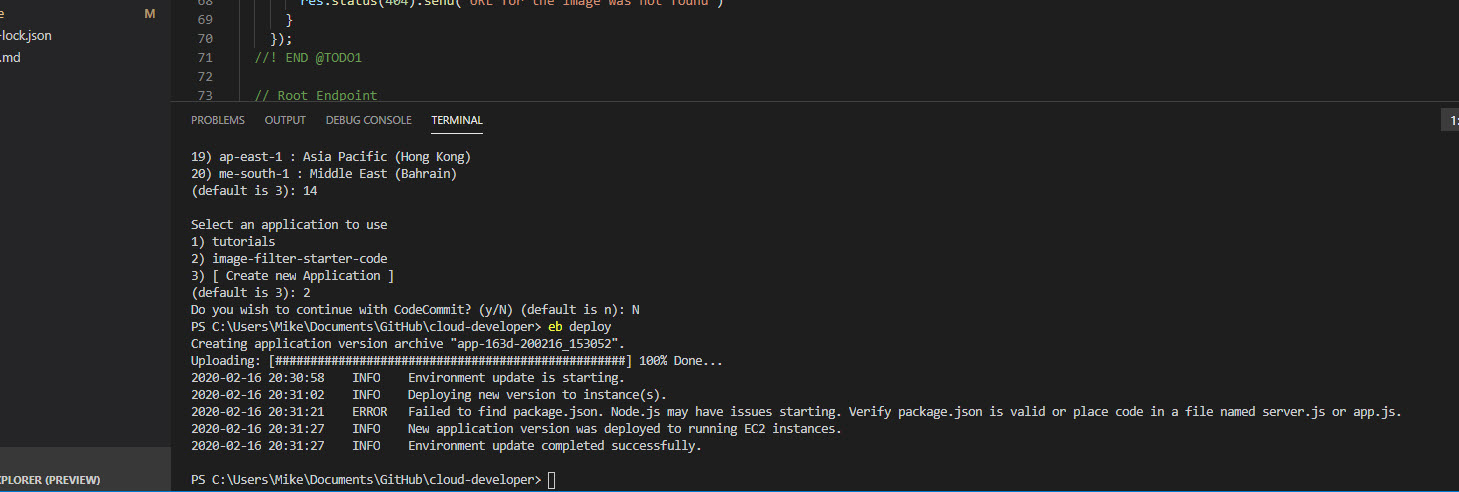 68 res.status(404).send("URL for the image was not found")
e M
69 }
-lock.json
70 });
.md
71 //! END @TODO1
72
73 // Root Endpoint
PROBLEMS OUTPUT DEBUG CONSOLE TERMINAL 1:
19) ap-east-1 : Asia Pacific (Hong Kong)
20) me-south-1 : Middle East (Bahrain)
(default is 3): 14
Select an application to use
1) tutorials
2) image-filter-starter-code
3) [ Create new Application ]
(default is 3): 2
Do you wish to continue with CodeCommit? (y/N) (default is n): N
PS C:\Users\Mike\Documents\GitHub\cloud-developer> eb deploy
Creating application version archive "app-163d-200216_153052".
Uploading: [##################################################] 100% Done...
2020-02-16 20:30:58 INFO Environment update is starting.
2020-02-16 20:31:02 INFO Deploying new version to instance(s).
2020-02-16 20:31:21 ERROR Failed to find package.json. Node.js may have issues starting. Verify package.json is valid or place code in a file named server.js or app.js.
2020-02-16 20:31:27 INFO New application version was deployed to running EC2 instances.
2020-02-16 20:31:27 INFO Environment update completed successfully.
XPLORER (PREVIEW)
PS C:\Users\Mike\Documents\GitHub\cloud-developer>